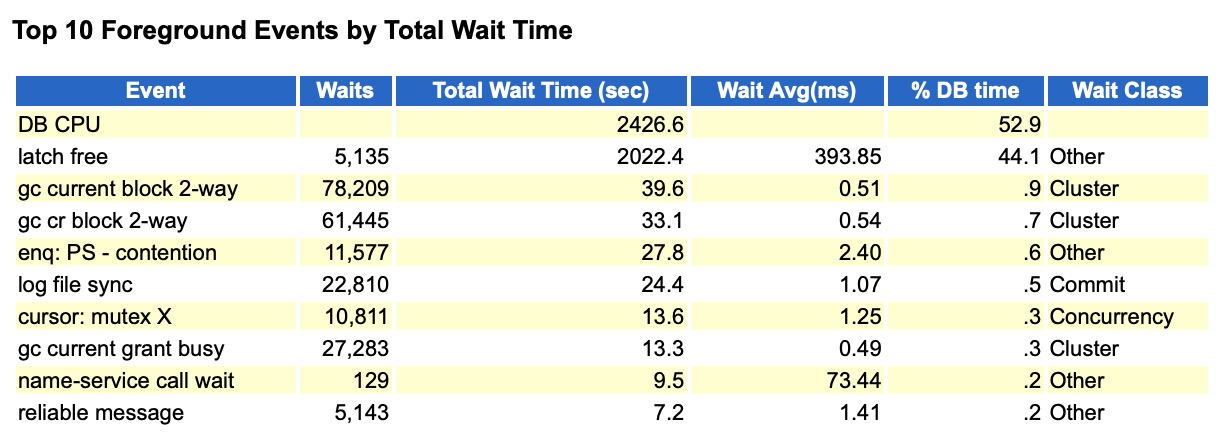 Top 10 Foreground Events by Total Wait Time
Event Waits Total Wait Time (sec) Wait Avg(ms) % DB time Wait Class
DB CPU 2426.6 52.9
latch free 5,135 2022.4 393.85 44.1 Other
gc current block 2-way 78,209 39.6 0.51 .9 Cluster
gc cr block 2-way 61,445 33.1 0.54 .7 Cluster
enq: PS - contention 11,577 27.8 2.40 .6 Other
log file sync 22,810 24.4 1.07 .5 Commit
cursor: mutex X 10,811 13.6 1.25 .3 Concurrency
gc current grant busy 27,283 13.3 0.49 .3 Cluster
name-service call wait 129 9.5 73.44 .2 Other
reliable message 5,143 7.2 1.41 .2 Other